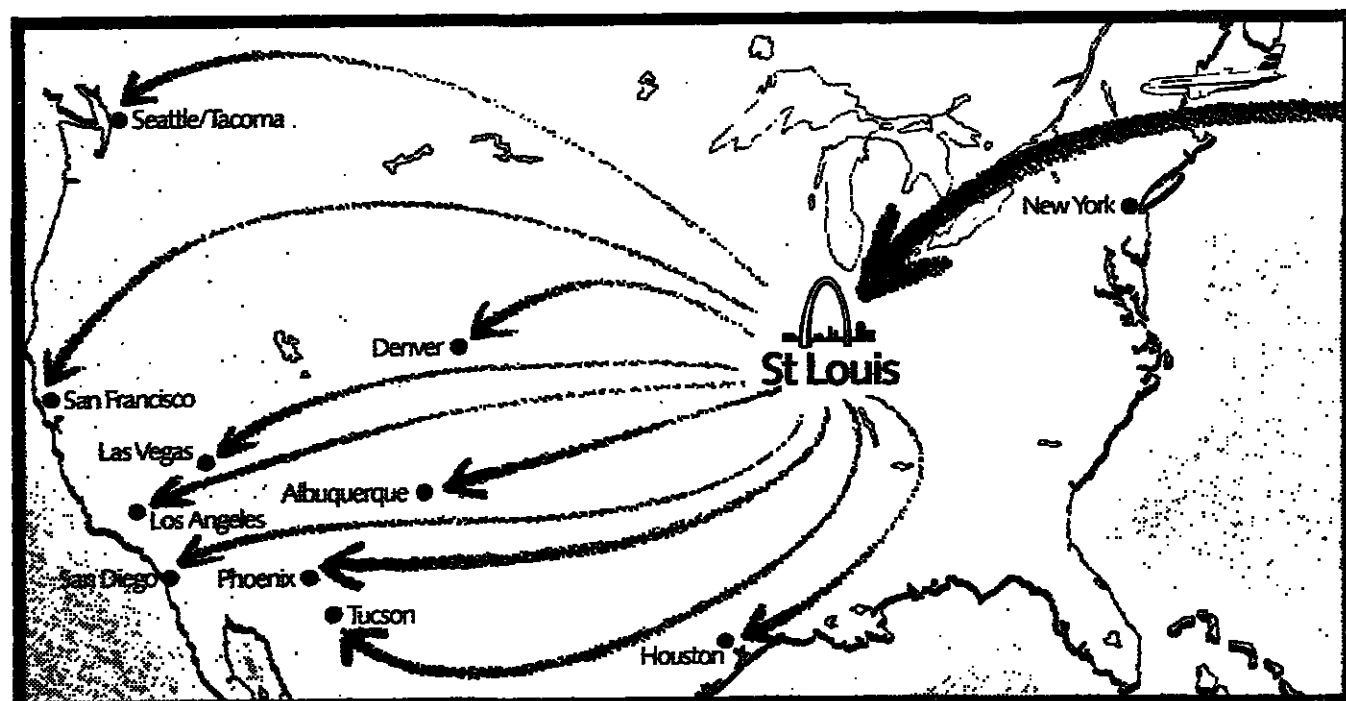 Seattle/Tacoma
New York
Denver
St Louis
San Francisco
Las Vegas
Albuquerque
Los Angeles
San Diego
Phoenix
Tucson
Houston